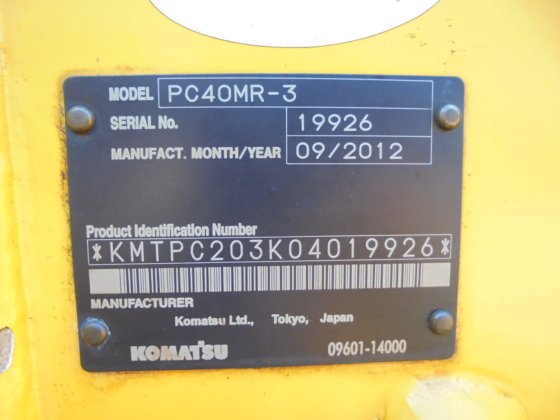 MODEL PC40MR-3
SERIAL No. 19926
MANUFACT. MONTH/YEAR 09/2012
Product Identification Number
*KMTPC203K04019926*
MANUFACTURER
Komatsu Ltd., Tokyo, Japan
KOMATSU 09601-14000